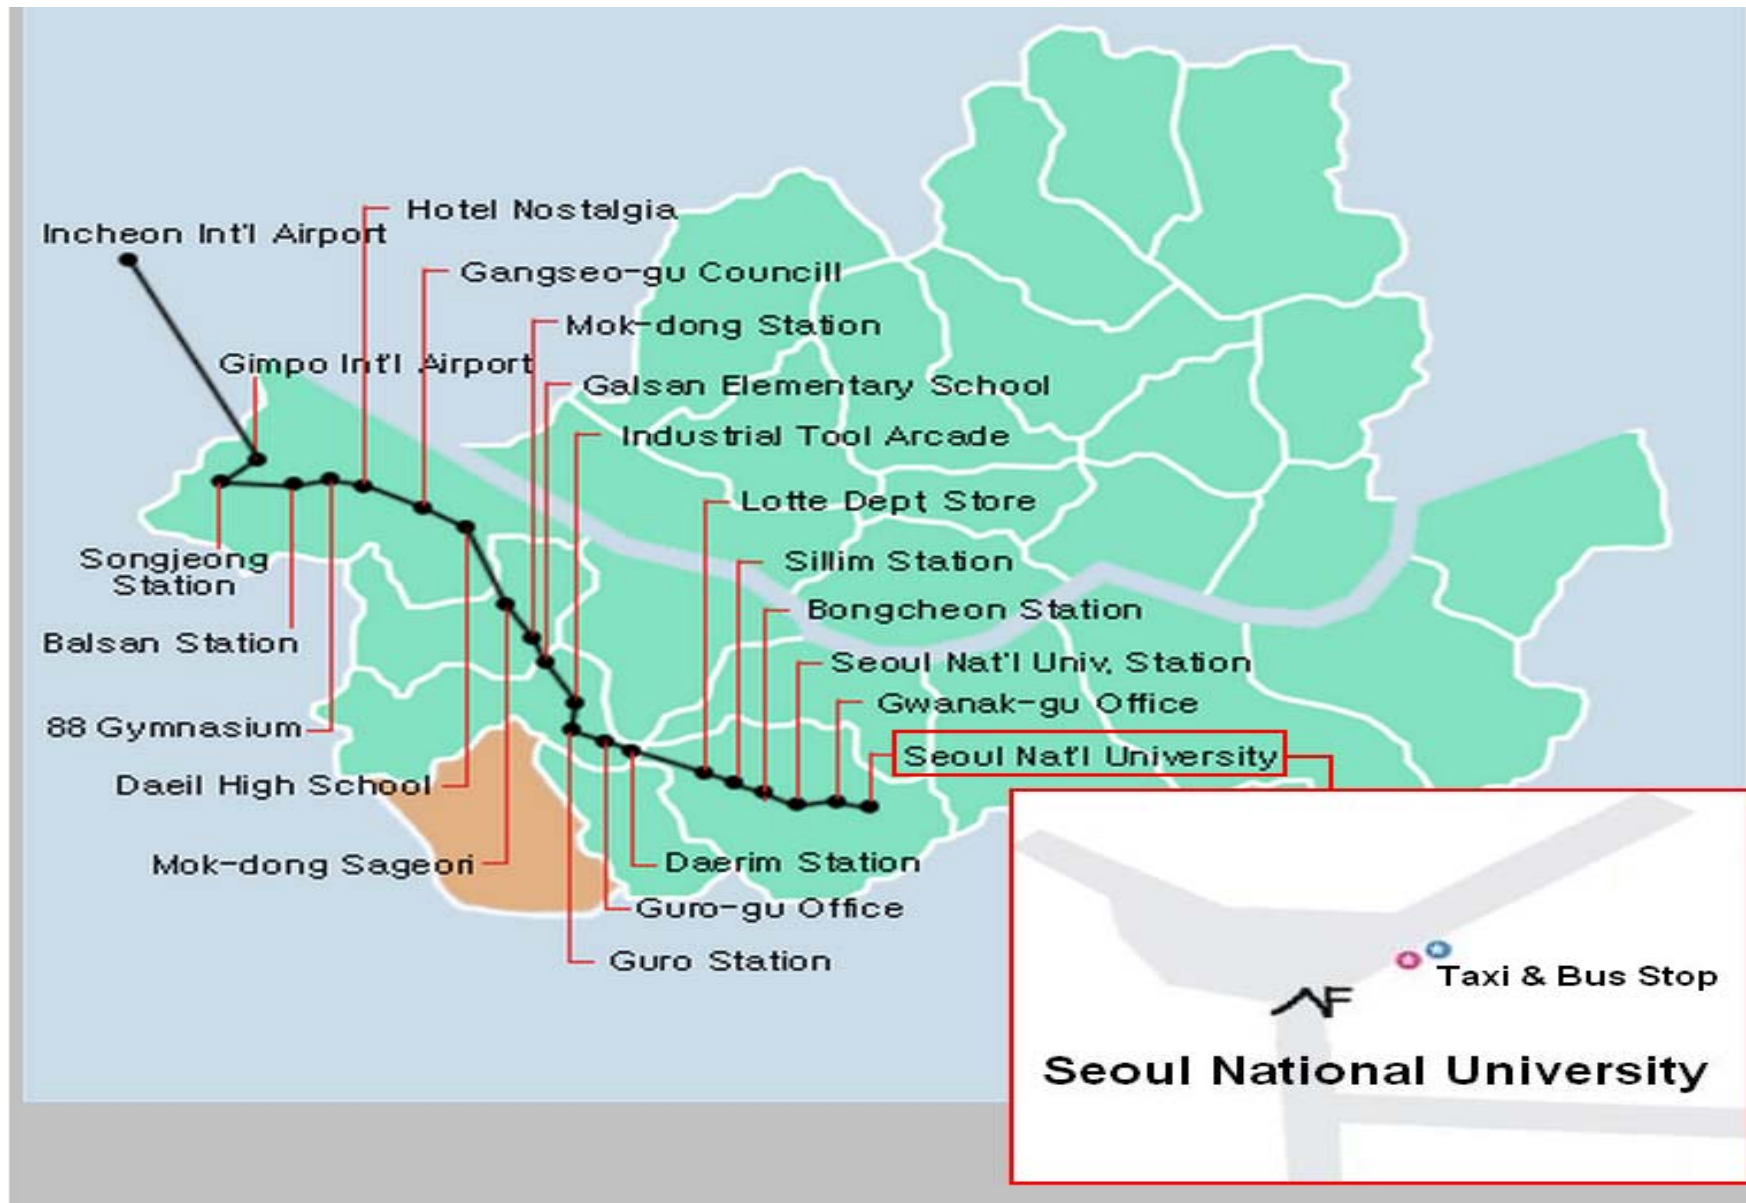 Hotel Nostalgia
Incheon Int'l Airport
Gangseo-gu Councill
Mok-dong Station
Gimpo Int'l Airport
Galsan Elementary School
Industrial Tool Arcade
Lotte Dept, Store
Songjeong
Station
Sillim Station
Bongcheon Station
Balsan Station
Seoul Nat'l Univ, Station
Gwanak-gu Office
88 Gymnasium
Seoul Nat'l University
Daeil High School
Mok-dong Sageori
Daerim Station
Guro-gu Office
Guro Station
Taxi & Bus Stop
Seoul National University